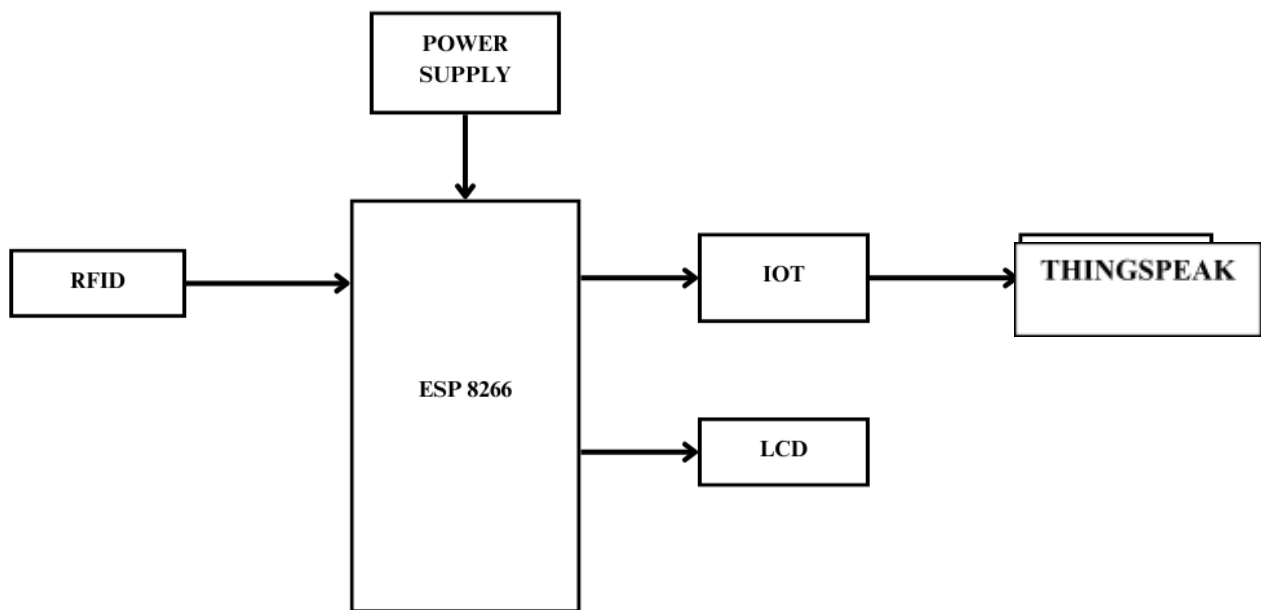 POWER
SUPPLY
RFID
IOT
THINGSPEAK
ESP 8266
LCD